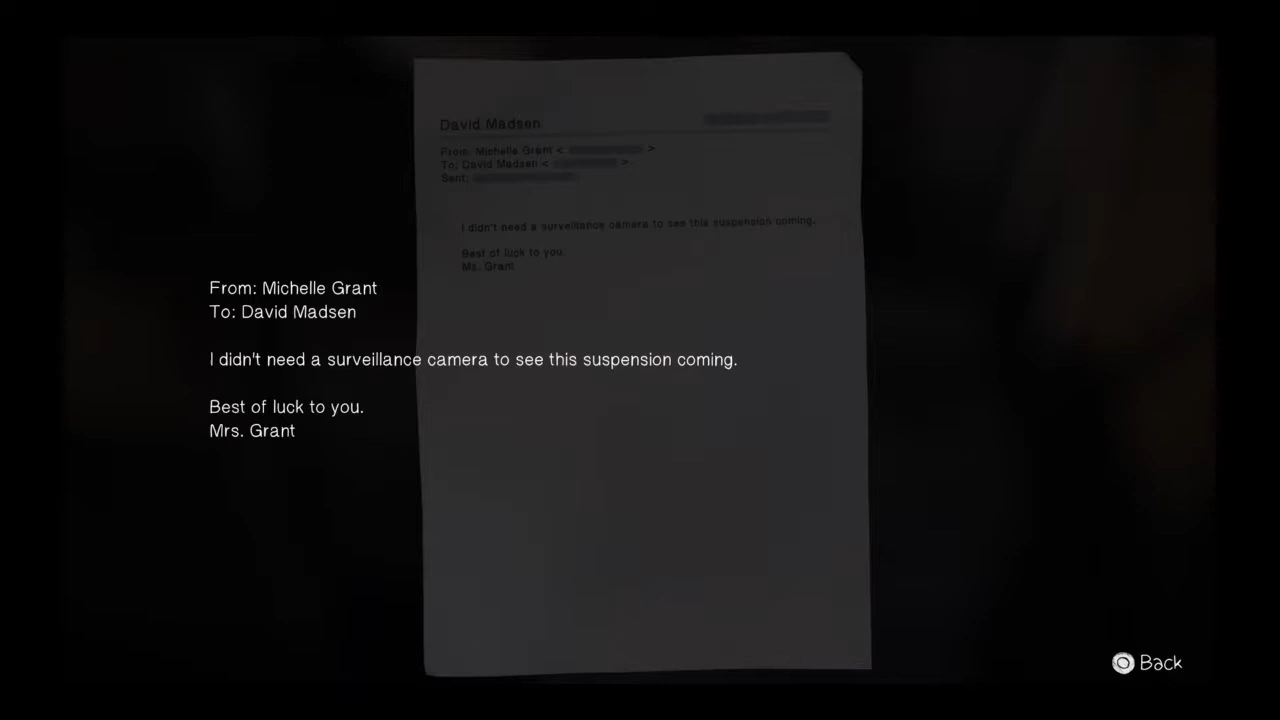 David Madsen
From: Michelle Grant < >
To: David Madsen < >
Sent:
I didn't need a surveillance camera to see this suspension coming.
Best of luck to you.
Ms. Grant
From: Michelle Grant
To: David Madsen
I didn't need a surveillance camera to see this suspension coming.
Best of luck to you.
Mrs. Grant
Back